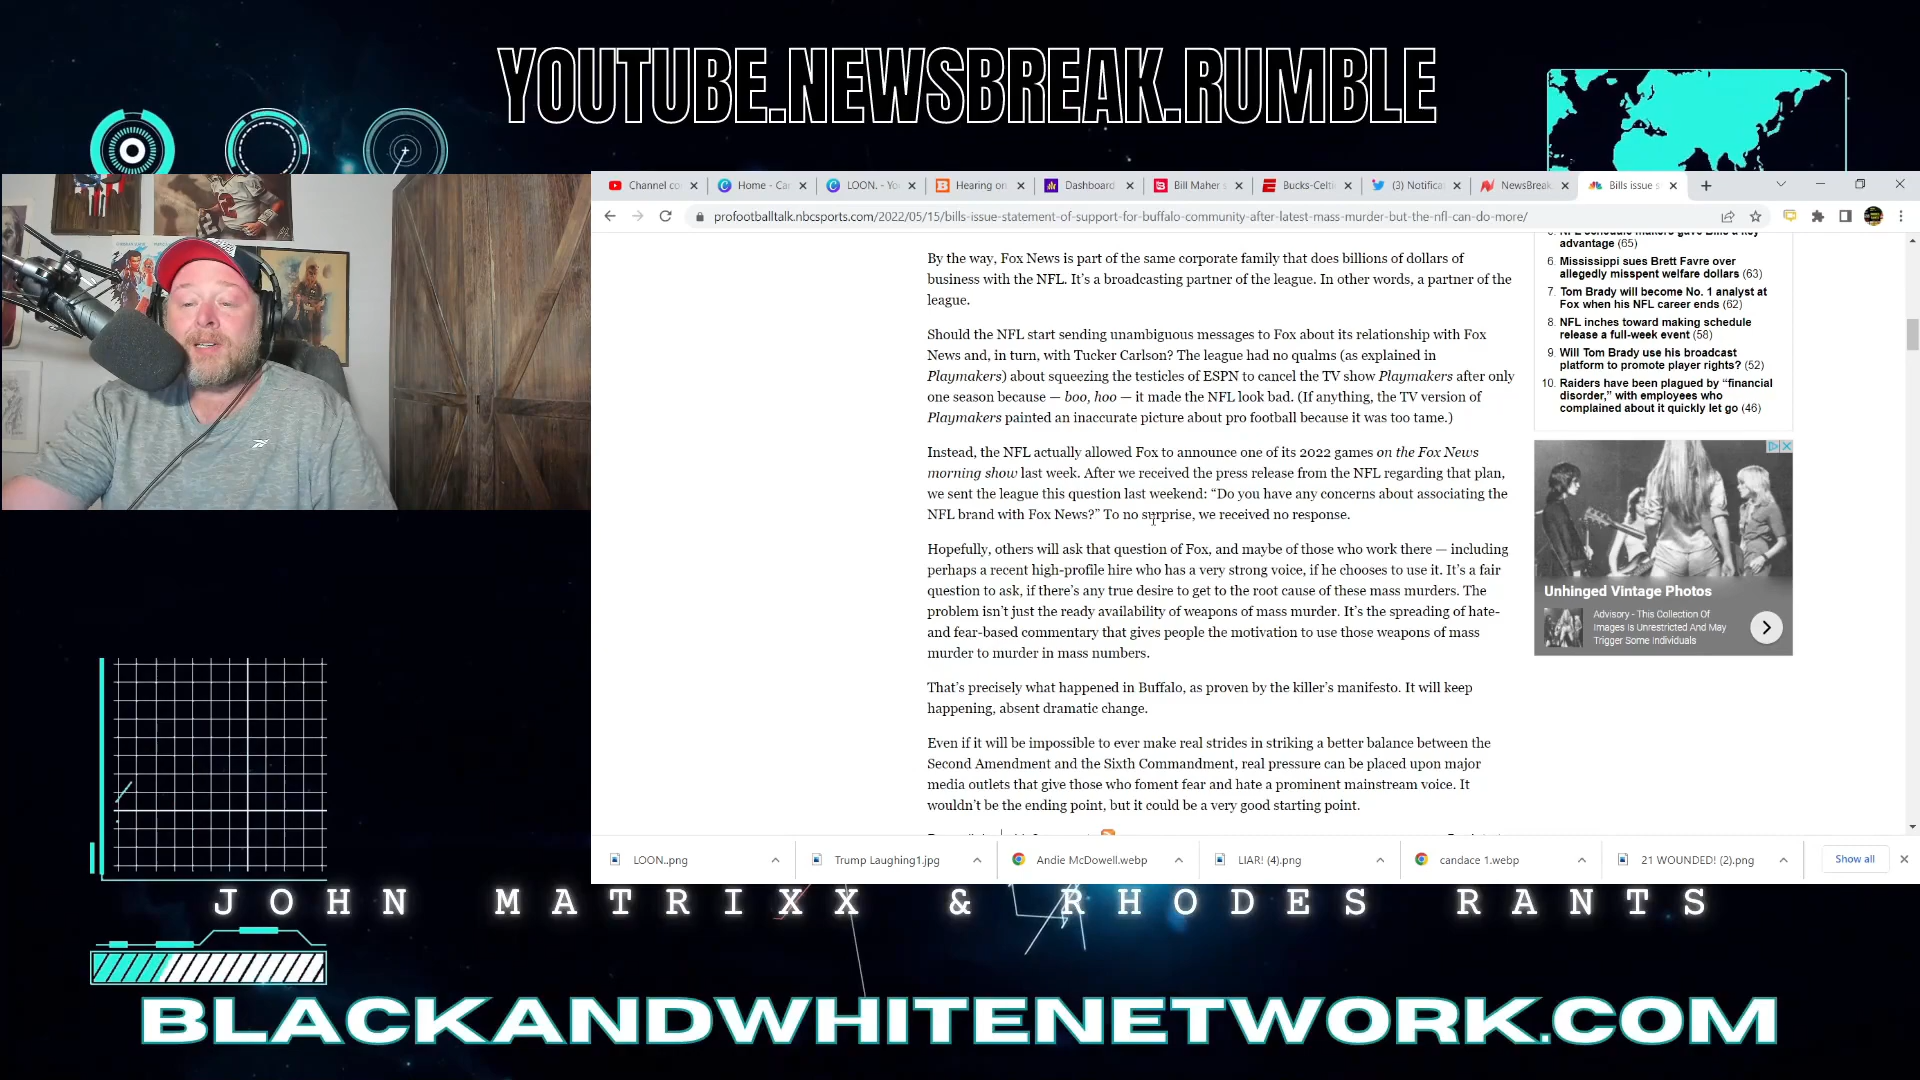 YOUTUBE.NEWSBREAK.RUMBLE
Channel co
Home - Ca
LOON. - Yo
Hearing on
Dashboard
Bill Maher s
Bucks-Celti
(3) Notifica
NewsBreak
Bills issue s
profootballtalk.nbcsports.com/2022/05/15/bills-issue-statement-of-support-for-buffalo-community-after-latest-mass-murder-but-the-nfl-can-do-more/
By the way, Fox News is part of the same corporate family that does billions of dollars of
business with the NFL. It's a broadcasting partner of the league. In other words, a partner of the
league.
Should the NFL start sending unambiguous messages to Fox about its relationship with Fox
News and, in turn, with Tucker Carlson? The league had no qualms (as explained in
Playmakers) about squeezing the testicles of ESPN to cancel the TV show Playmakers after only
one season because — boo, hoo — it made the NFL look bad. (If anything, the TV version of
Playmakers painted an inaccurate picture about pro football because it was too tame.)
Instead, the NFL actually allowed Fox to announce one of its 2022 games on the Fox News
morning show last week. After we received the press release from the NFL regarding that plan,
we sent the league this question last weekend: “Do you have any concerns about associating the
NFL brand with Fox News?” To no surprise, we received no response.
Hopefully, others will ask that question of Fox, and maybe of those who work there — including
perhaps a recent high-profile hire who has a very strong voice, if he chooses to use it. It's a fair
question to ask, if there's any true desire to get to the root cause of these mass murders. The
problem isn't just the ready availability of weapons of mass murder. It's the spreading of hate-
and fear-based commentary that gives people the motivation to use those weapons of mass
murder to murder in mass numbers.
That's precisely what happened in Buffalo, as proven by the killer's manifesto. It will keep
happening, absent dramatic change.
Even if it will be impossible to ever make real strides in striking a better balance between the
Second Amendment and the Sixth Commandment, real pressure can be placed upon major
media outlets that give those who foment fear and hate a prominent mainstream voice. It
wouldn't be the ending point, but it could be a very good starting point.
NFL schedule makers gave Bills a key
advantage (65)
6. Mississippi sues Brett Favre over
allegedly misspent welfare dollars (63)
7. Tom Brady will become No. 1 analyst at
Fox when his NFL career ends (62)
8. NFL inches toward making schedule
release a full-week event (58)
9. Will Tom Brady use his broadcast
platform to promote player rights? (52)
10. Raiders have been plagued by “financial
disorder,” with employees who
complained about it quickly let go (46)
Unhinged Vintage Photos
Advisory - This Collection Of
Images Is Unrestricted And May
Trigger Some Individuals
LOON..png
Trump Laughing1.jpg
Andie McDowell.webp
LIAR! (4).png
candace 1.webp
21 WOUNDED! (2).png
Show all
JOHN MATRIXX & RHODES RANTS
BLACKANDWHITENETWORK.COM